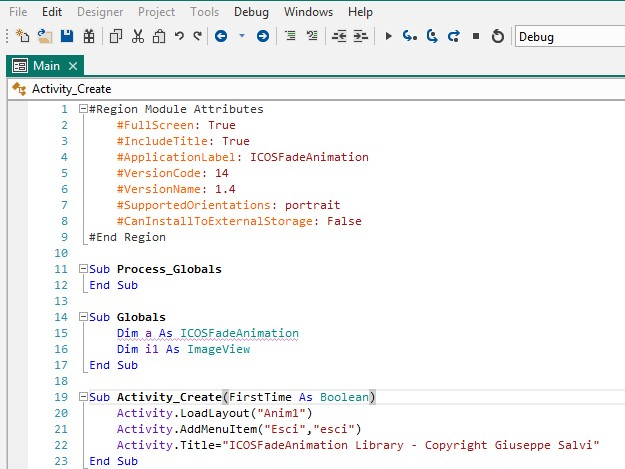 File Edit Designer Project Tools Debug Windows Help
Debug
Main
Activity_Create
1 #Region Module Attributes
2 #FullScreen: True
3 #IncludeTitle: True
4 #ApplicationLabel: ICOSFadeAnimation
5 #VersionCode: 14
6 #VersionName: 1.4
7 #SupportedOrientations: portrait
8 #CanInstallToExternalStorage: False
9 #End Region
10
11 Sub Process_Globals
12 End Sub
13
14 Sub Globals
15 Dim a As ICOSFadeAnimation
16 Dim i1 As ImageView
17 End Sub
18
19 Sub Activity_Create(FirstTime As Boolean)
20 Activity.LoadLayout("Anim1")
21 Activity.AddMenuItem("Esci","esci")
22 Activity.Title="ICOSFadeAnimation Library - Copyright Giuseppe Salvi"
23 End Sub